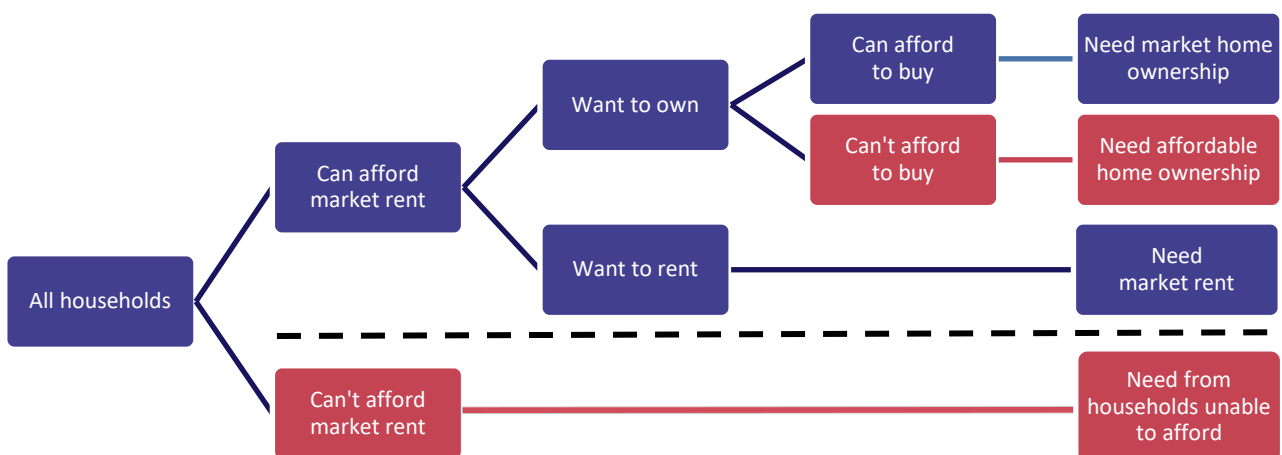 Can afford
to buy
Need market home
ownership
Want to own
Can't afford
to buy
Need affordable
home ownership
Can afford
market rent
Want to rent
Need
market rent
All households
Can't afford
market rent
Need from
households unable
to afford